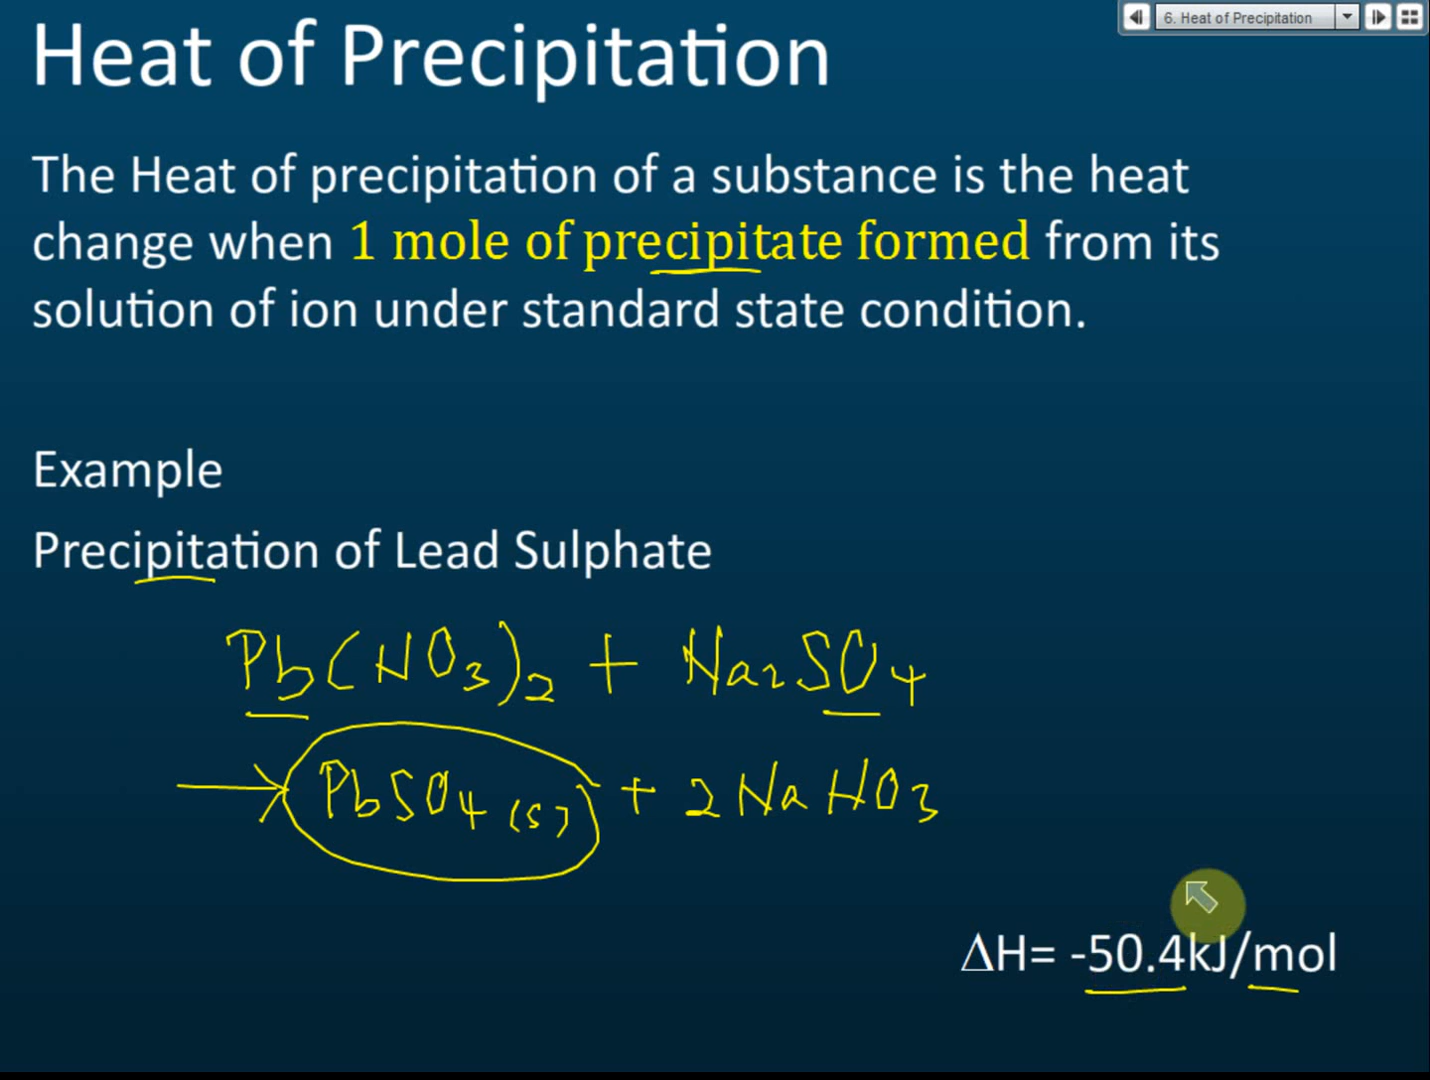 6. Heat of Precipitation
Heat of Precipitation
The Heat of precipitation of a substance is the heat
change when 1 mole of precipitate formed from its
solution of ion under standard state condition.
Example
Precipitation of Lead Sulphate
Pb(NO3)2 + Na2SO4
→ PbSO4(s) + 2NaNO3
ΔH= -50.4kJ/mol